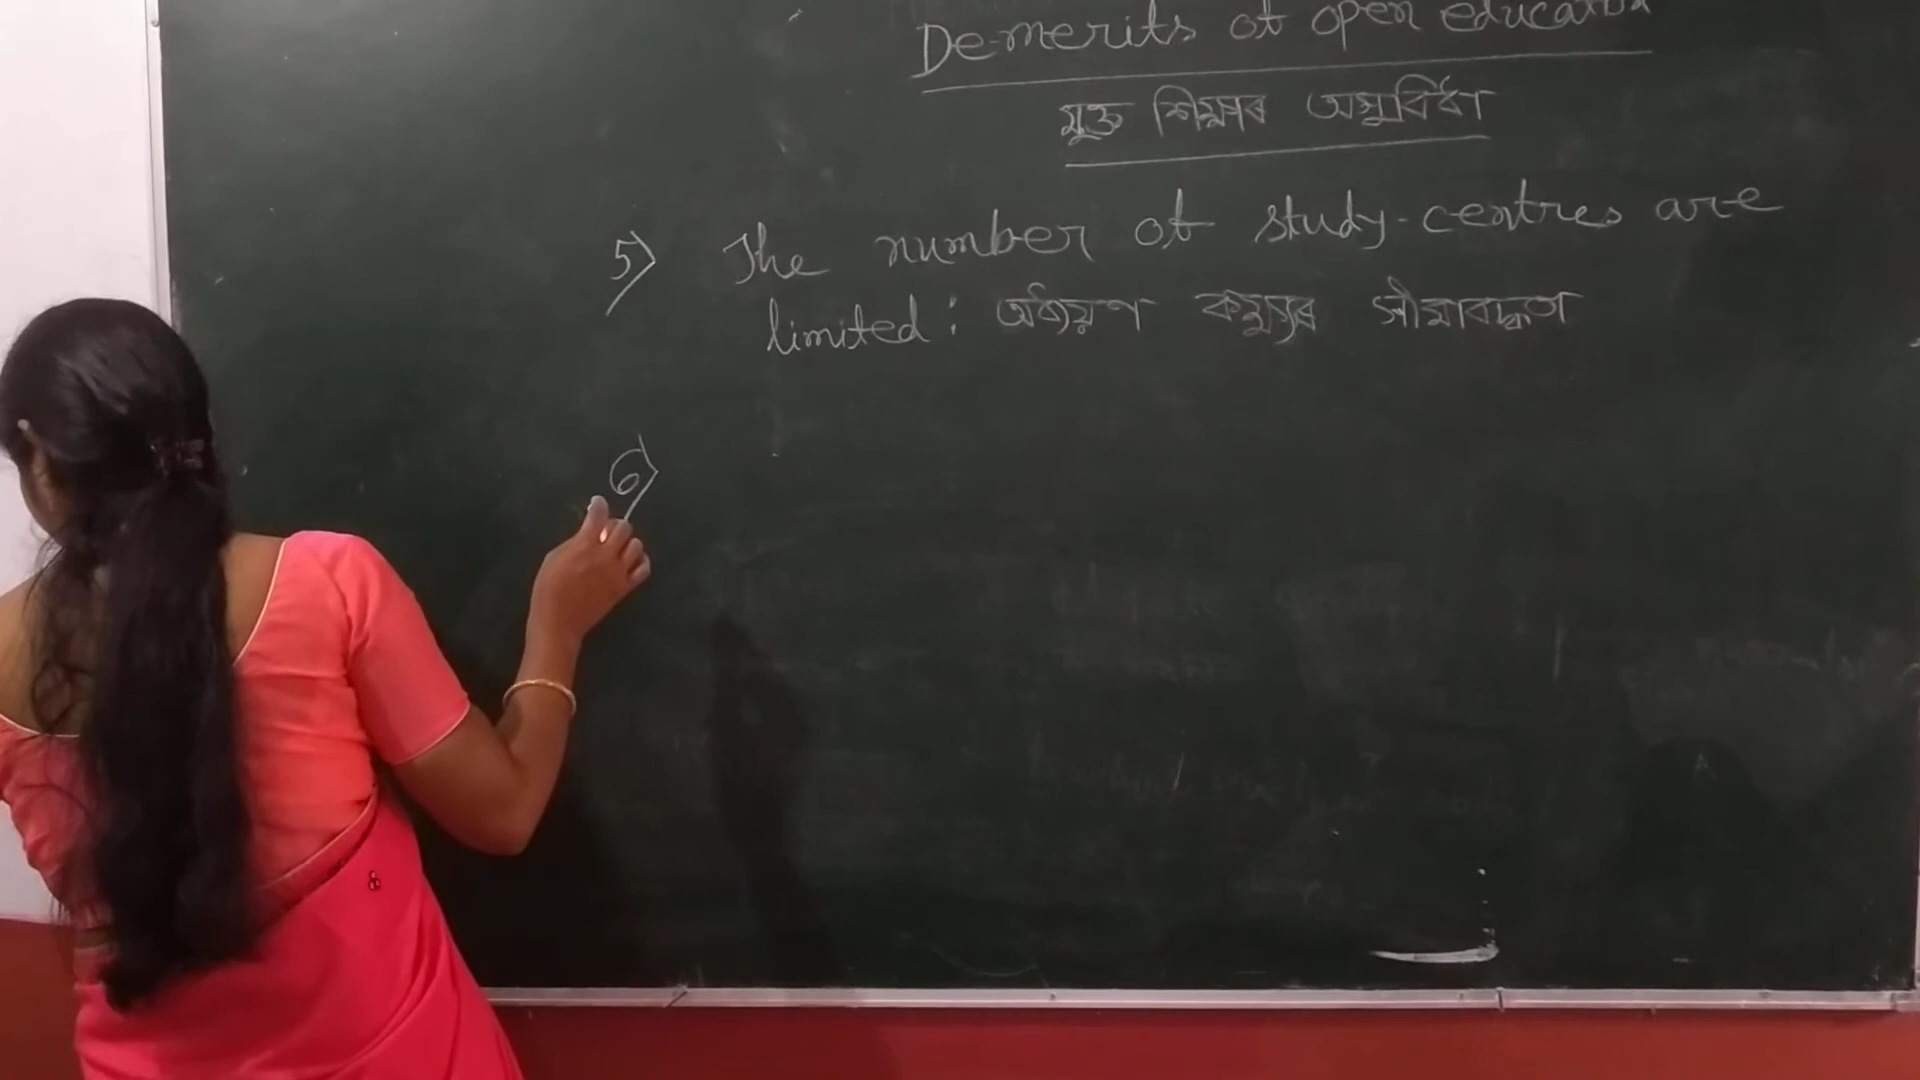 De-merits of open education
মুক্ত শিক্ষাৰ অসুবিধা
5) The number of study-centres are
limited: অধ্যয়ণ কেন্দ্ৰৰ সীমাবদ্ধতা
6)